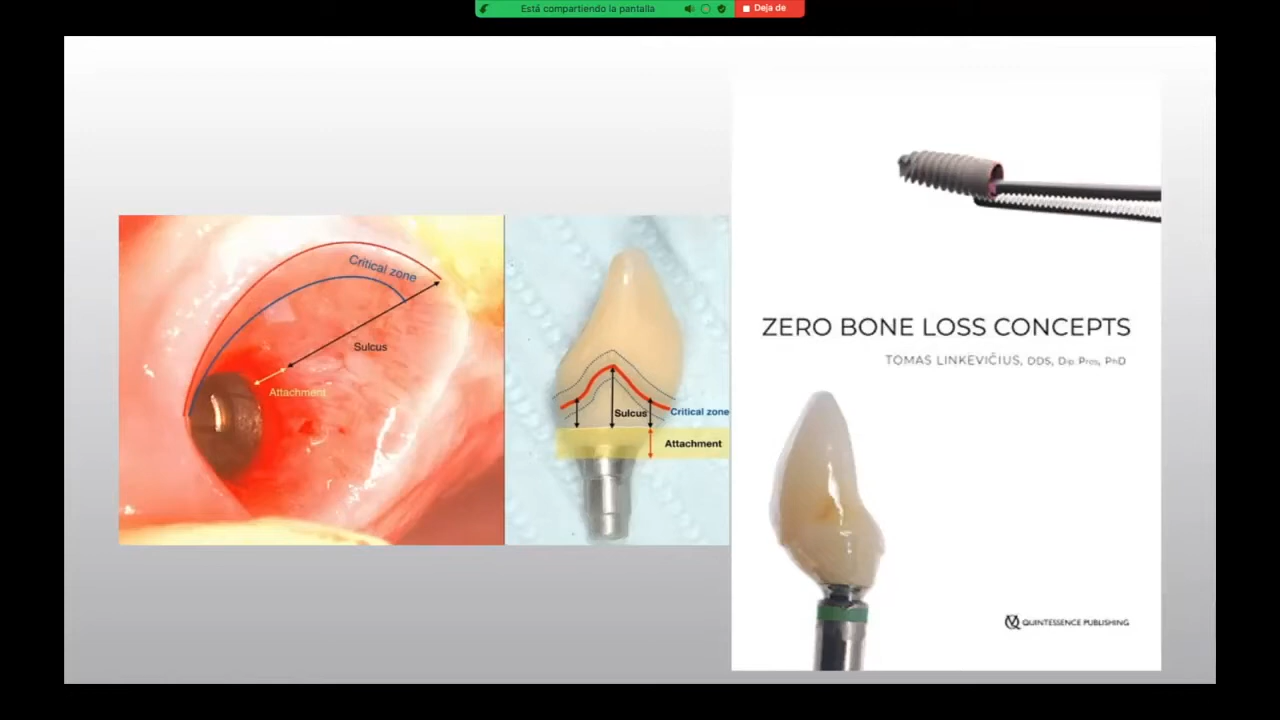 Está compartiendo la pantalla
Deja de
Critical zone
Sulcus
Attachment
Sulcus
Critical zone
Attachment
ZERO BONE LOSS CONCEPTS
TOMAS LINKEVIČIUS, DDS, Dip. Pros, PhD
QUINTESSENCE PUBLISHING